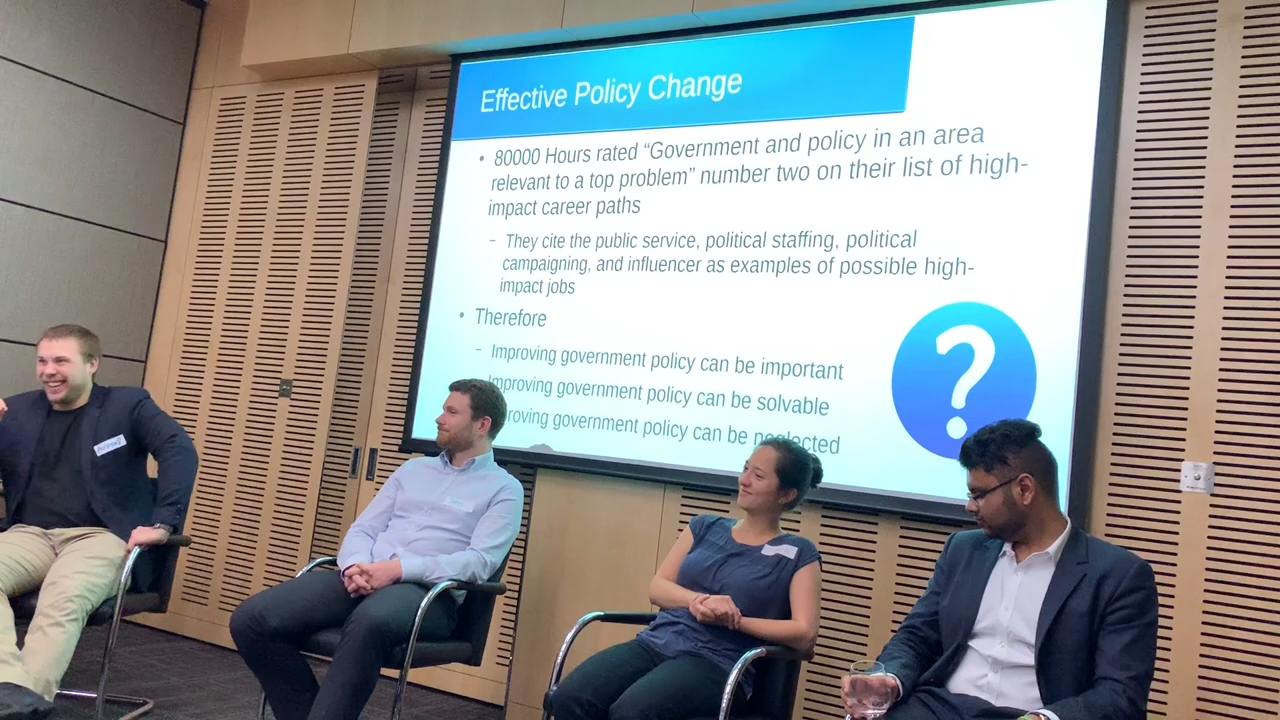 Effective Policy Change
• 80000 Hours rated “Government and policy in an area
relevant to a top problem” number two on their list of high-
impact career paths
– They cite the public service, political staffing, political
campaigning, and influencer as examples of possible high-
impact jobs
• Therefore
– Improving government policy can be important
Improving government policy can be solvable
roving government policy can be neglected
?